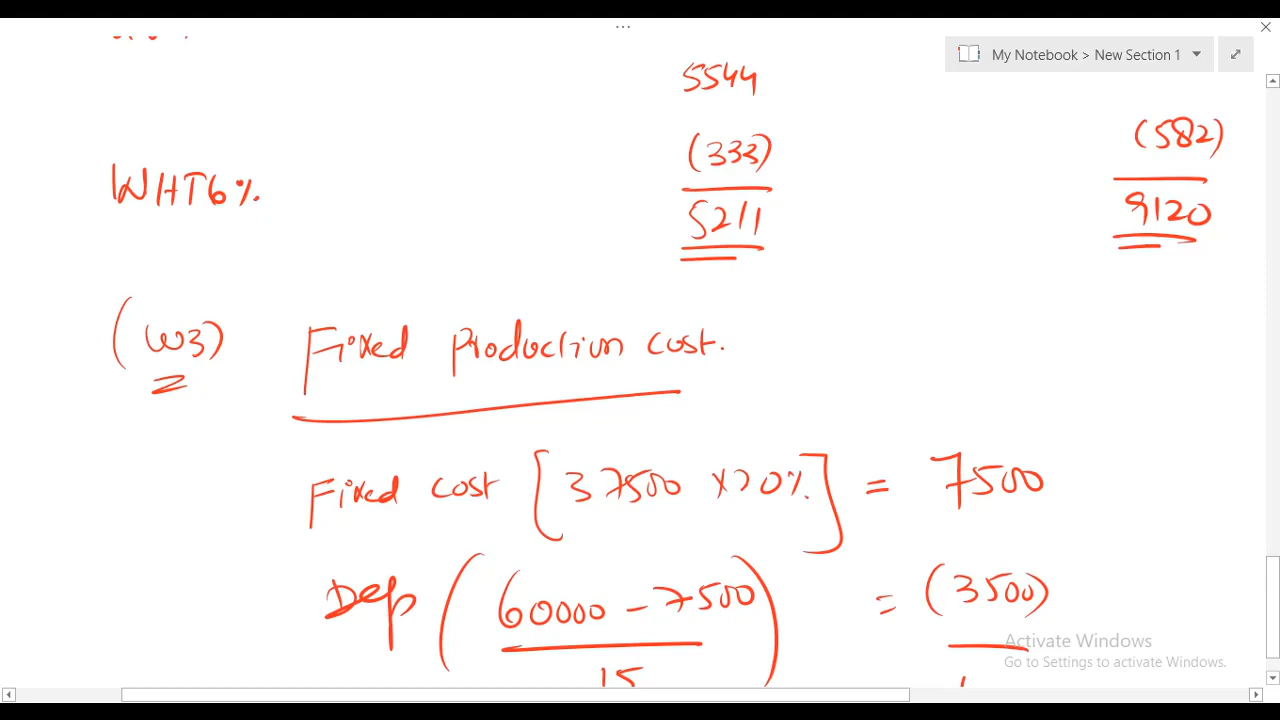 My Notebook > New Section 1
5544
(582)
(333)
WHT6%
5211
9120
(W3) Fixed Production cost.
Fixed cost [37500 x20%] = 7500
Dep (60000 - 7500) = (3500)
15
Activate Windows
Go to Settings to activate Windows.